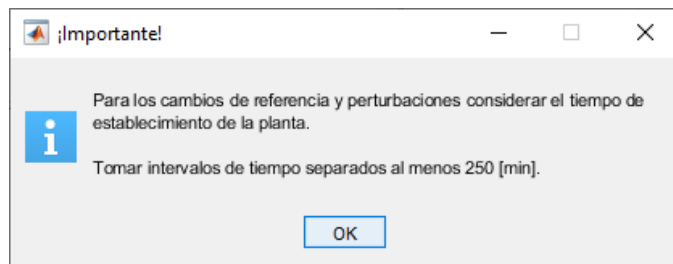 ¡Importante!
Para los cambios de referencia y perturbaciones considerar el tiempo de
establecimiento de la planta.
Tomar intervalos de tiempo separados al menos 250 [min].
OK